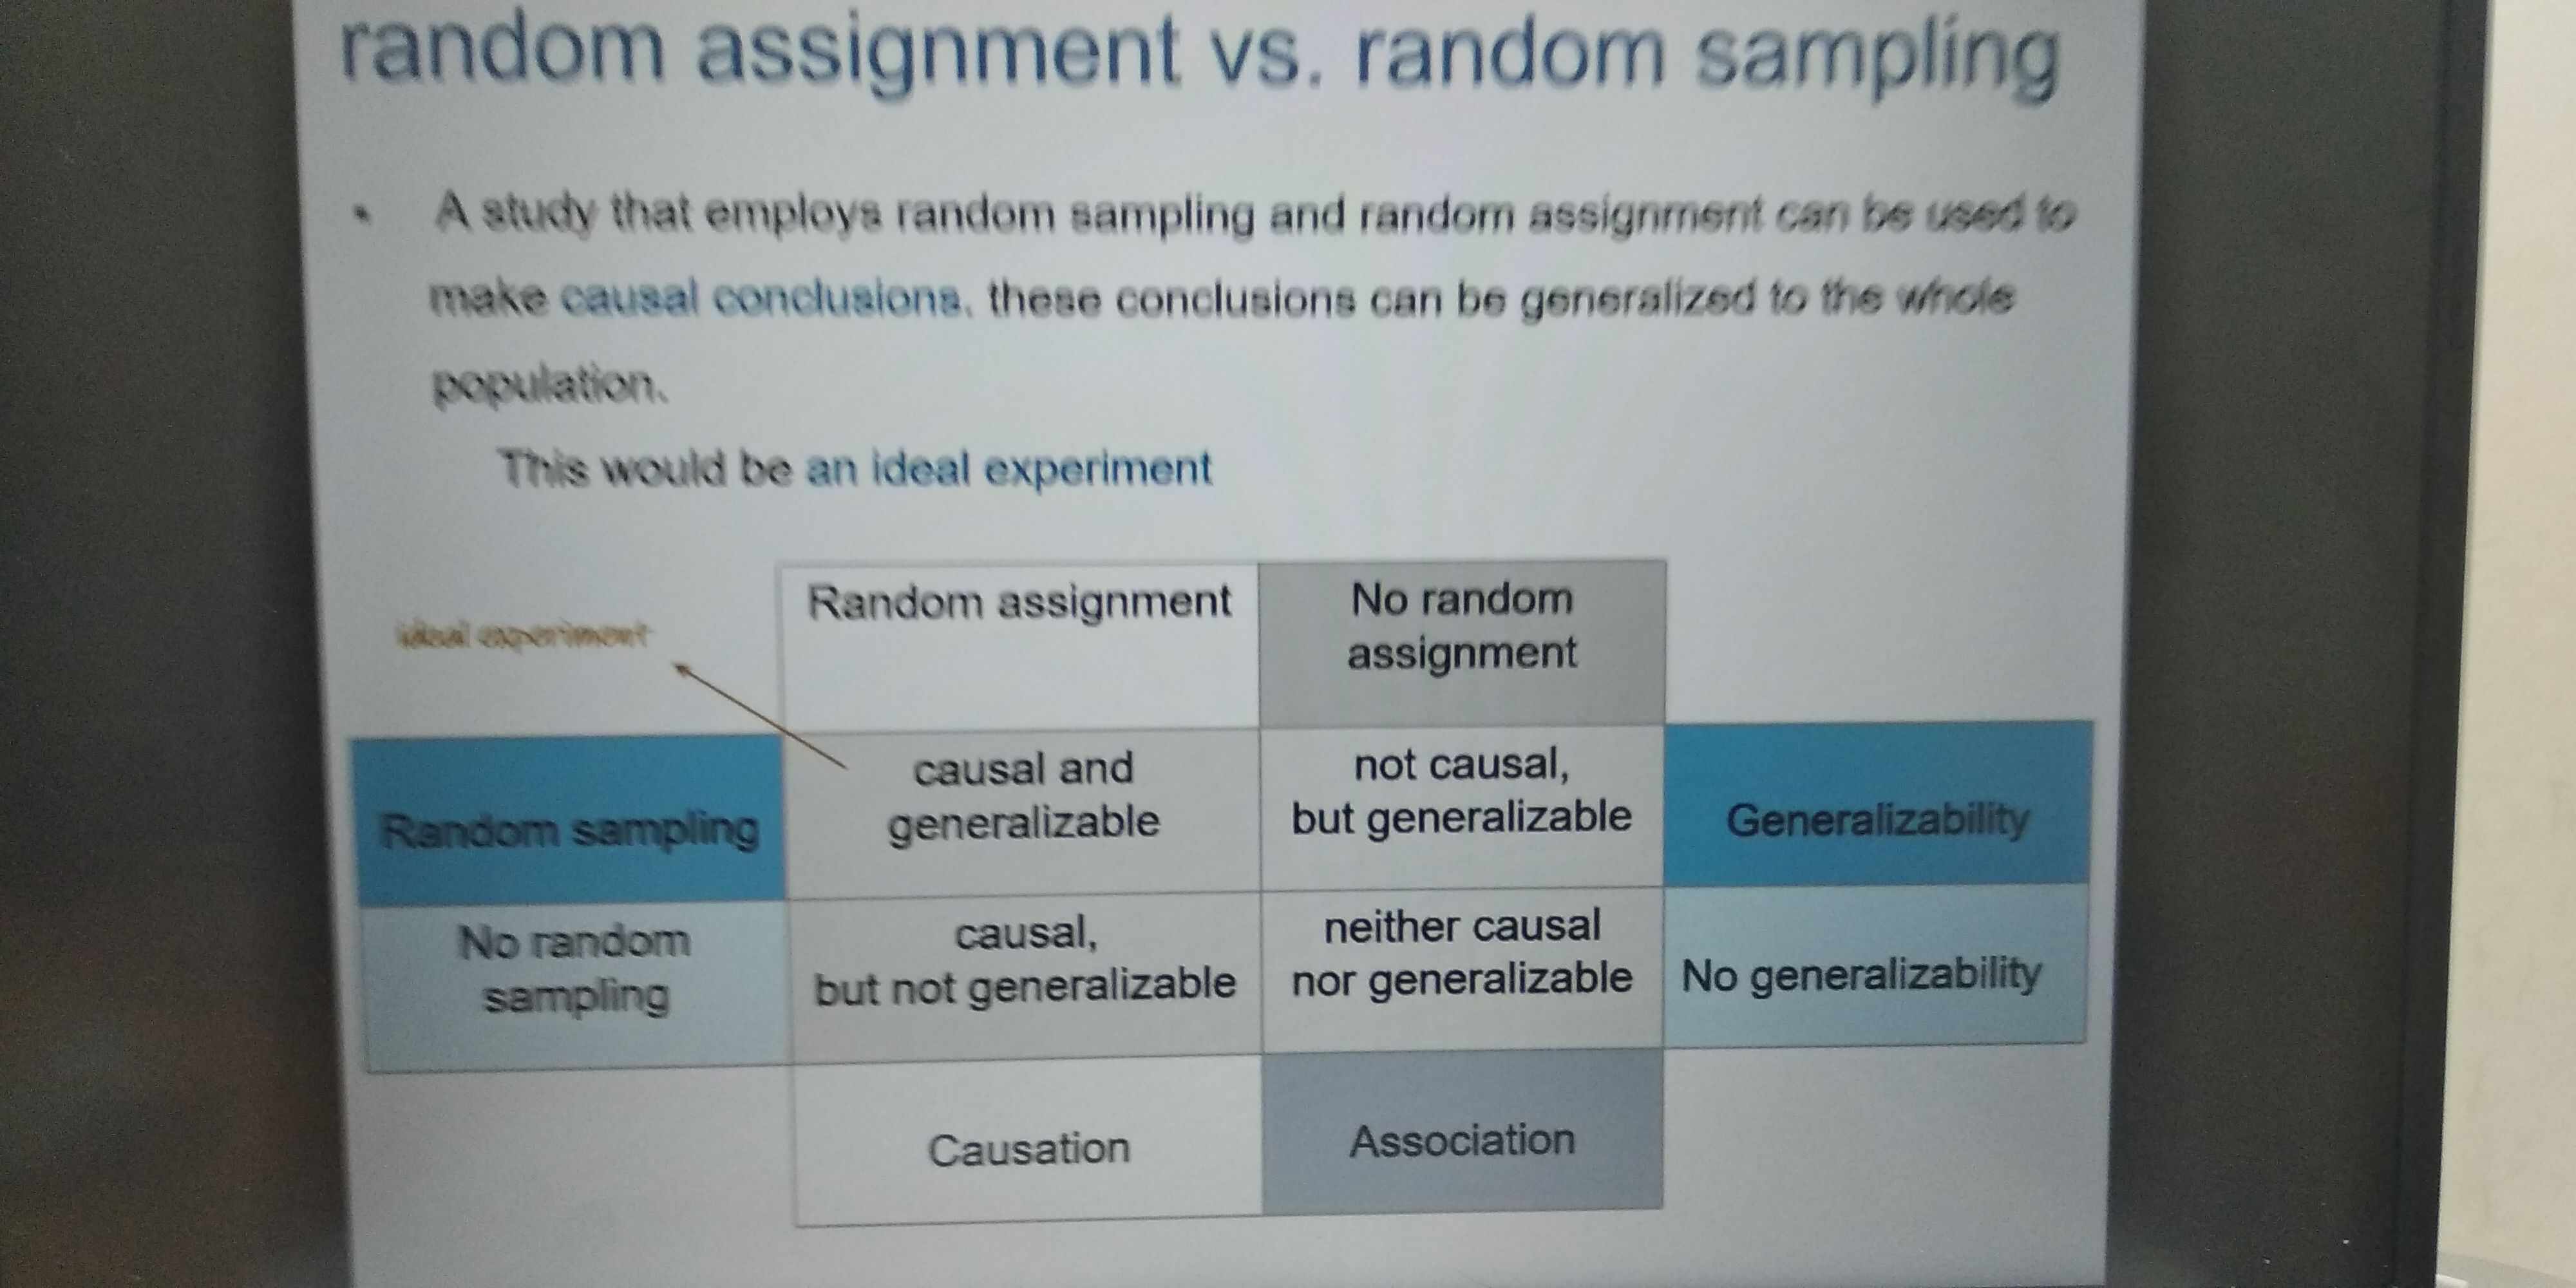 random assignment vs. random sampling
• A study that employs random sampling and random assignment can be used to
make causal conclusions, these conclusions can be generalized to the whole
population.
This would be an ideal experiment
Random assignment
No random
assignment
ideal experiment
Random sampling
causal and
generalizable
not causal,
but generalizable
Generalizability
No random
sampling
causal,
but not generalizable
neither causal
nor generalizable
No generalizability
Causation
Association